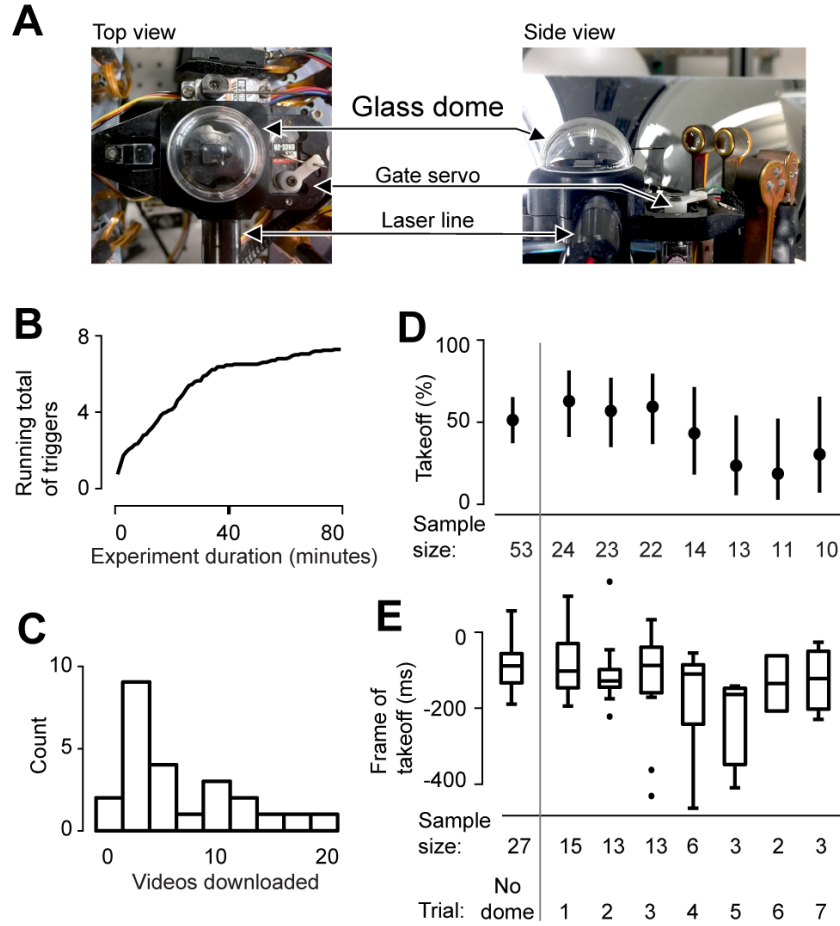 A
Top view
Side view
Glass dome
Gate servo
Laser line
B
8
4
0
Running total
of triggers
0 40 80
Experiment duration (minutes)
C
10
5
0
Count
0 10 20
Videos downloaded
D
100
50
0
Takeoff (%)
Sample
size: 53 24 23 22 14 13 11 10
E
0
-200
-400
Frame of
takeoff (ms)
Sample
size: 27 15 13 13 6 3 2 3
No
Trial: dome 1 2 3 4 5 6 7